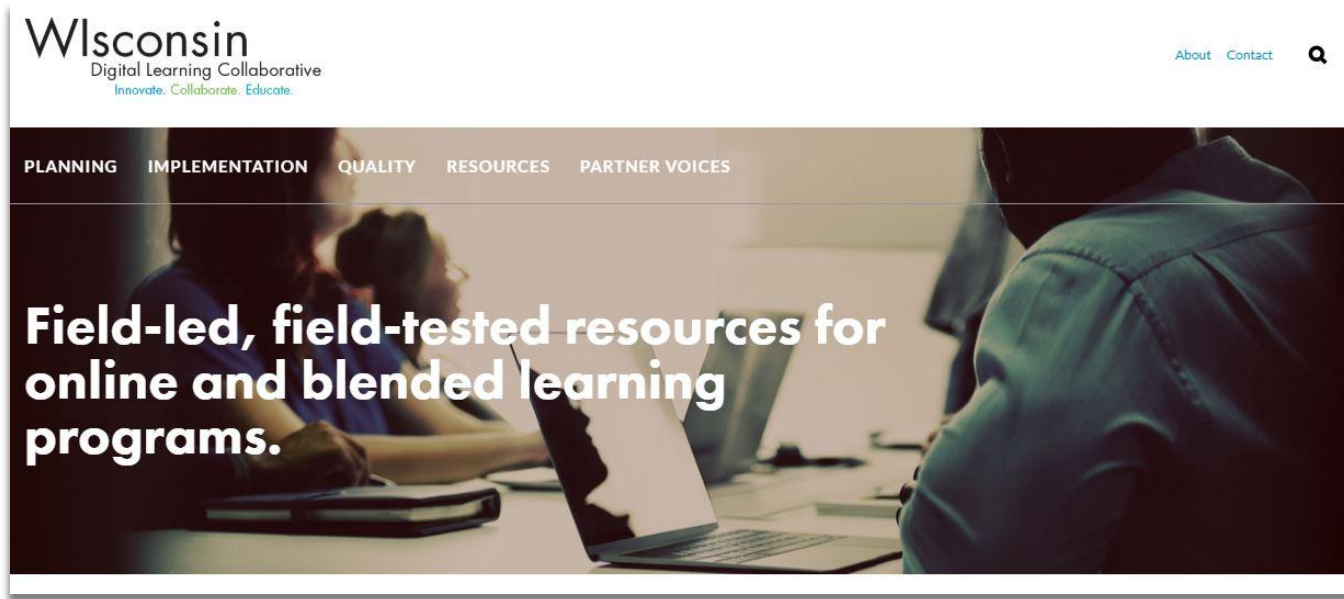 WIsconsin
Digital Learning Collaborative
Innovate. Collaborate. Educate.
About Contact
PLANNING IMPLEMENTATION QUALITY RESOURCES PARTNER VOICES
Field-led, field-tested resources for
online and blended learning
programs.